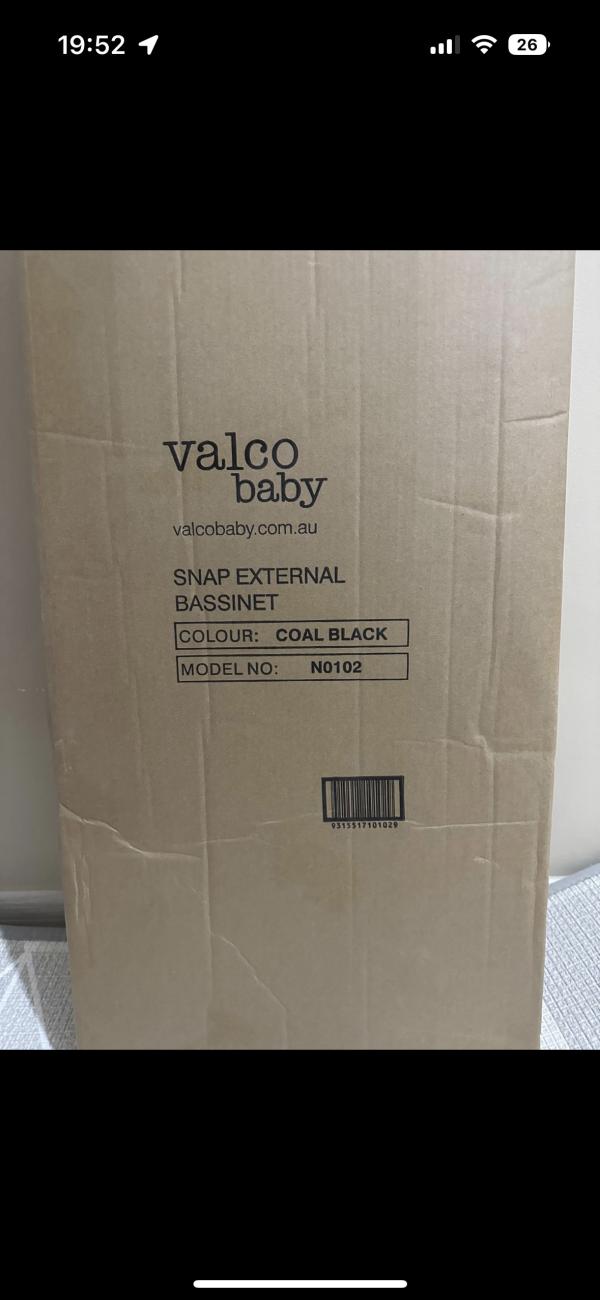 19:52
26
valco
baby
valcobaby.com.au
SNAP EXTERNAL
BASSINET
COLOUR: COAL BLACK
MODEL NO: N0102
9315517101029